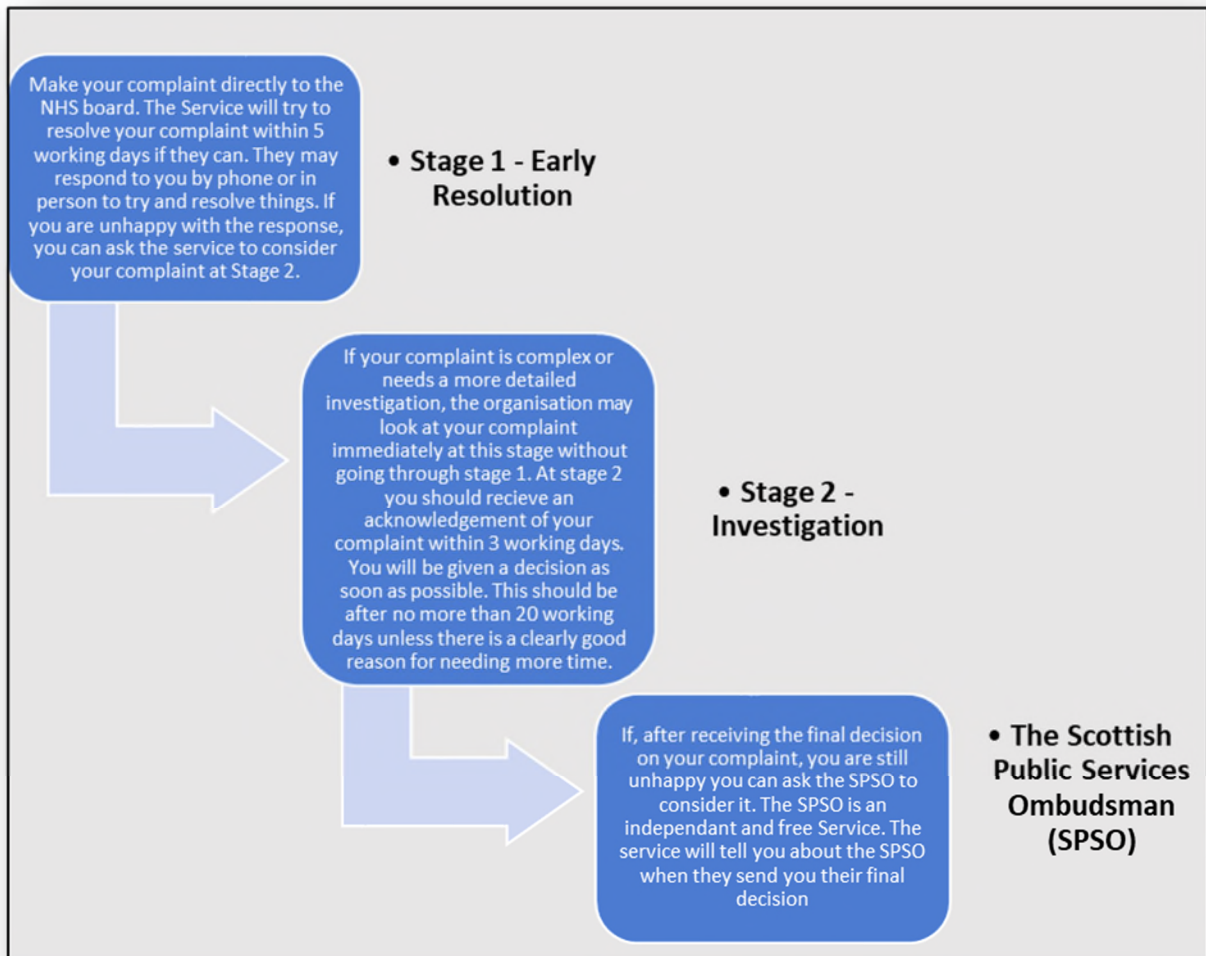 Make your complaint directly to the
NHS board. The Service will try to
resolve your complaint within 5
working days if they can. They may
respond to you by phone or in
person to try and resolve things. If
you are unhappy with the response,
you can ask the service to consider
your complaint at Stage 2.
• Stage 1 - Early
Resolution
If your complaint is complex or
needs a more detailed
investigation, the organisation may
look at your complaint
immediately at this stage without
going through stage 1. At stage 2
you should recieve an
acknowledgement of your
complaint within 3 working days.
You will be given a decision as
soon as possible. This should be
after no more than 20 working
days unless there is a clearly good
reason for needing more time.
• Stage 2 -
Investigation
If, after receiving the final decision
on your complaint, you are still
unhappy you can ask the SPSO to
consider it. The SPSO is an
independant and free Service. The
service will tell you about the SPSO
when they send you their final
decision
• The Scottish
Public Services
Ombudsman
(SPSO)